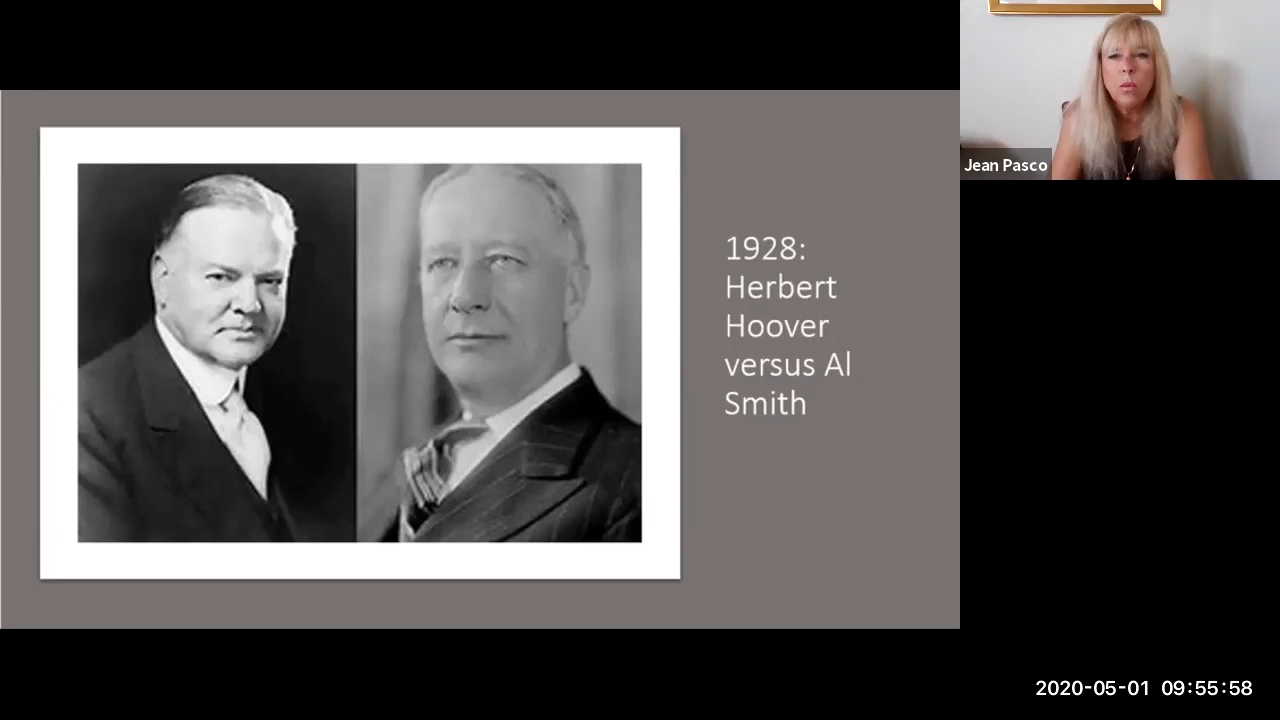 Jean Pasco
1928:
Herbert
Hoover
versus Al
Smith
2020-05-01 09:55:58